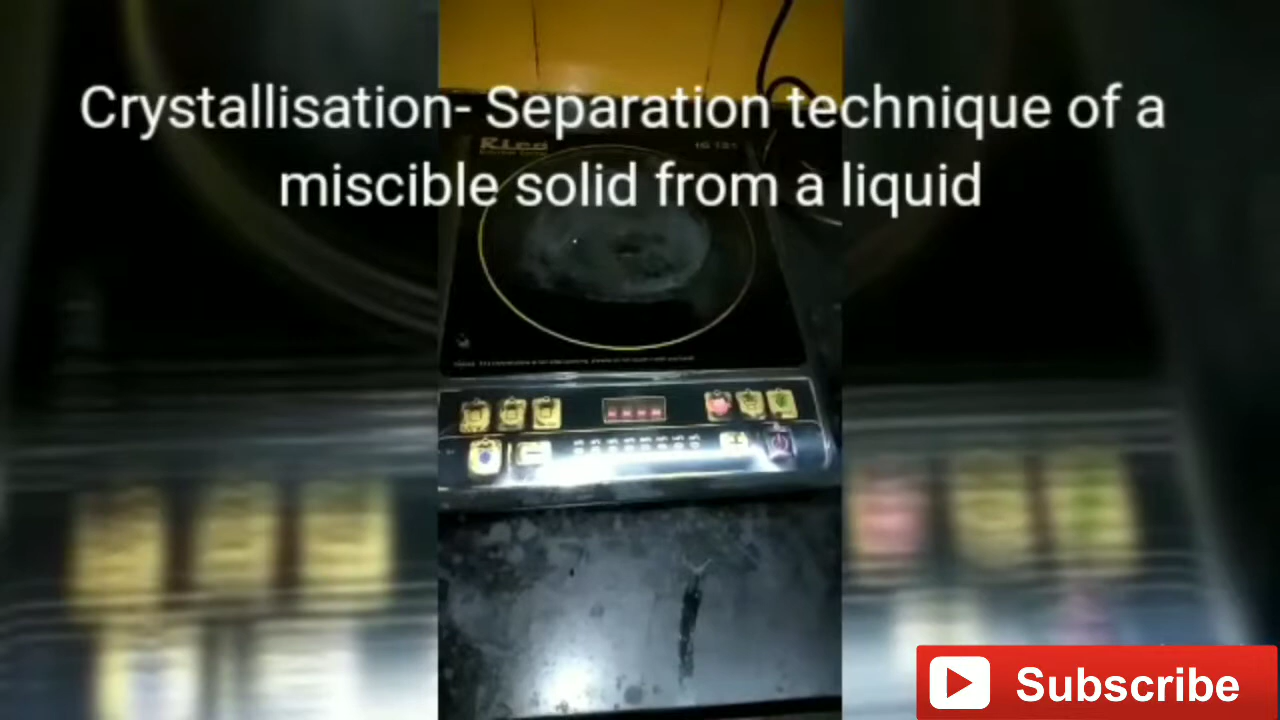 Crystallisation- Separation technique of a
miscible solid from a liquid
Subscribe